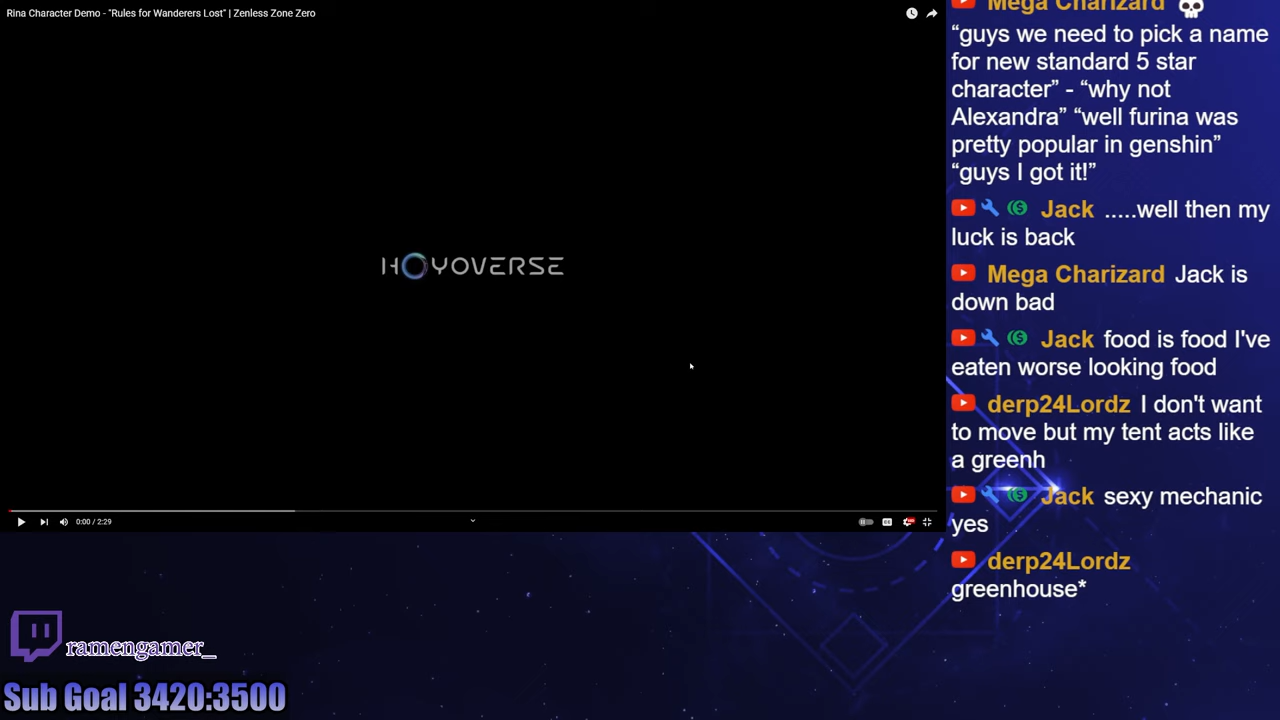 Rina Character Demo - "Rules for Wanderers Lost" | Zenless Zone Zero
HOYOVERSE
0:00 / 2:29
Mega Charizard 💀
“guys we need to pick a name
for new standard 5 star
character” - “why not
Alexandra” “well furina was
pretty popular in genshin”
“guys I got it!”
Jack .....well then my
luck is back
Mega Charizard Jack is
down bad
Jack food is food I've
eaten worse looking food
derp24Lordz I don't want
to move but my tent acts like
a greenh
Jack sexy mechanic
yes
derp24Lordz
greenhouse*
ramengamer_
Sub Goal 3420:3500